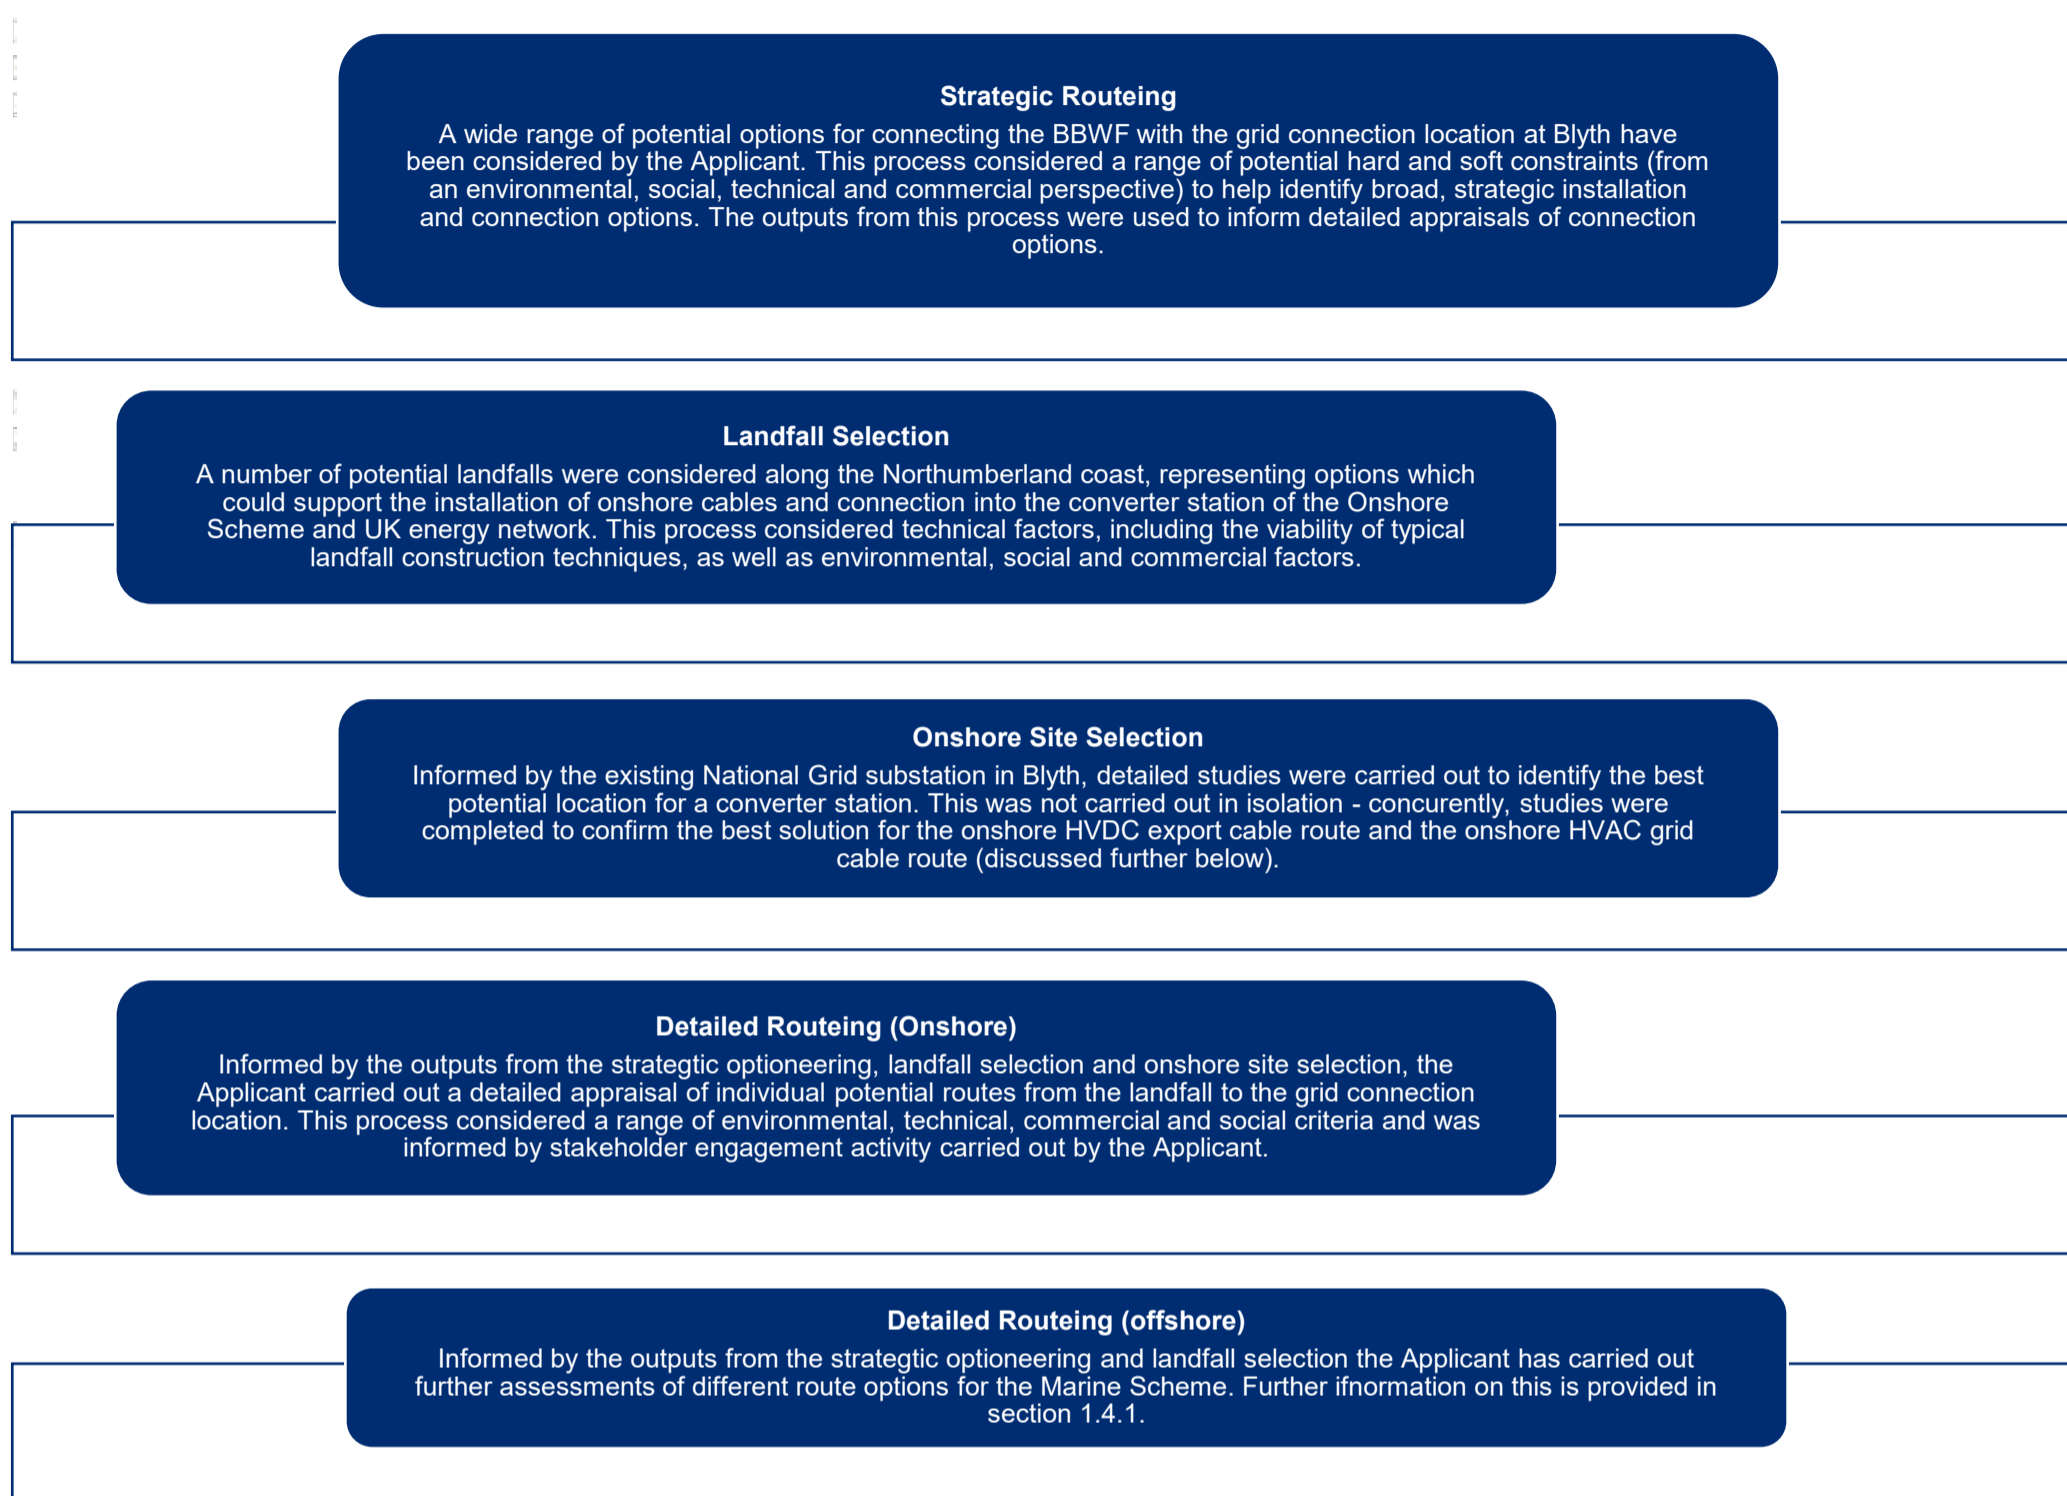 Strategic Routeing
A wide range of potential options for connecting the BBWF with the grid connection location at Blyth have
been considered by the Applicant. This process considered a range of potential hard and soft constraints (from
an environmental, social, technical and commercial perspective) to help identify broad, strategic installation
and connection options. The outputs from this process were used to inform detailed appraisals of connection
options.
Landfall Selection
A number of potential landfalls were considered along the Northumberland coast, representing options which
could support the installation of onshore cables and connection into the converter station of the Onshore
Scheme and UK energy network. This process considered technical factors, including the viability of typical
landfall construction techniques, as well as environmental, social and commercial factors.
Onshore Site Selection
Informed by the existing National Grid substation in Blyth, detailed studies were carried out to identify the best
potential location for a converter station. This was not carried out in isolation - concurently, studies were
completed to confirm the best solution for the onshore HVDC export cable route and the onshore HVAC grid
cable route (discussed further below).
Detailed Routeing (Onshore)
Informed by the outputs from the strategtic optioneering, landfall selection and onshore site selection, the
Applicant carried out a detailed appraisal of individual potential routes from the landfall to the grid connection
location. This process considered a range of environmental, technical, commercial and social criteria and was
informed by stakeholder engagement activity carried out by the Applicant.
Detailed Routeing (offshore)
Informed by the outputs from the strategtic optioneering and landfall selection the Applicant has carried out
further assessments of different route options for the Marine Scheme. Further ifnormation on this is provided in
section 1.4.1.